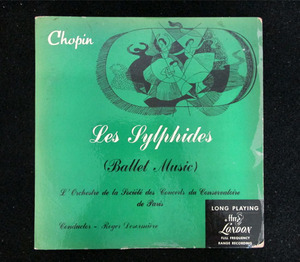 Chopin
Les Sylphides
(Ballet Music)
L'Orchestre de la Société des Concerts du Conservatoire
de Paris
Conductor - Roger Desormière
LONG PLAYING
ffrr
LONDON
FULL FREQUENCY
RANGE RECORDING